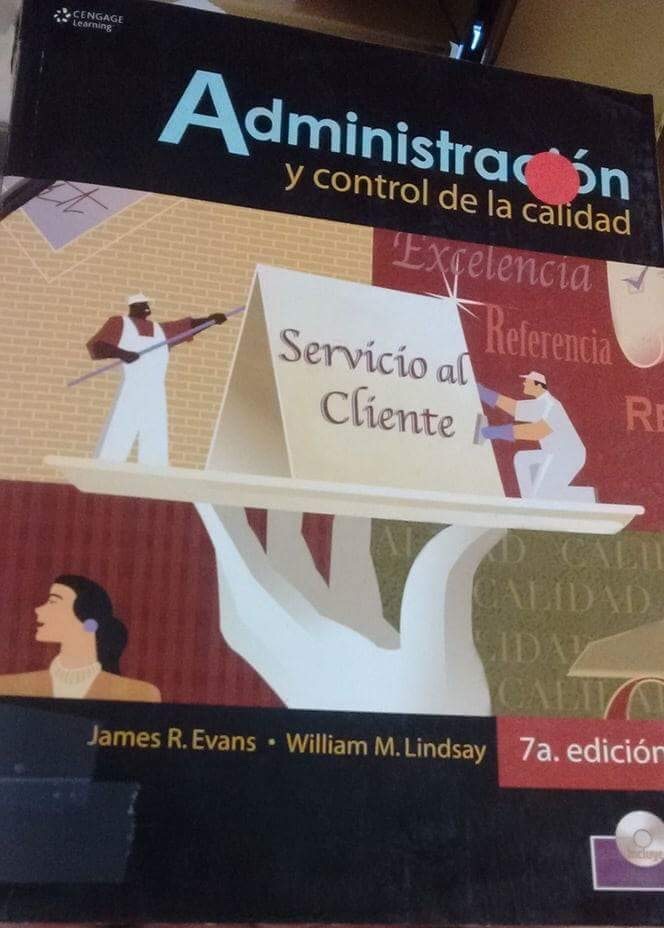 CENGAGE
Learning
Administración
y control de la calidad
Excelencia
Referencia
Servicio al
Cliente
CALIDAD
James R. Evans • William M. Lindsay
7a. edición
Incluye